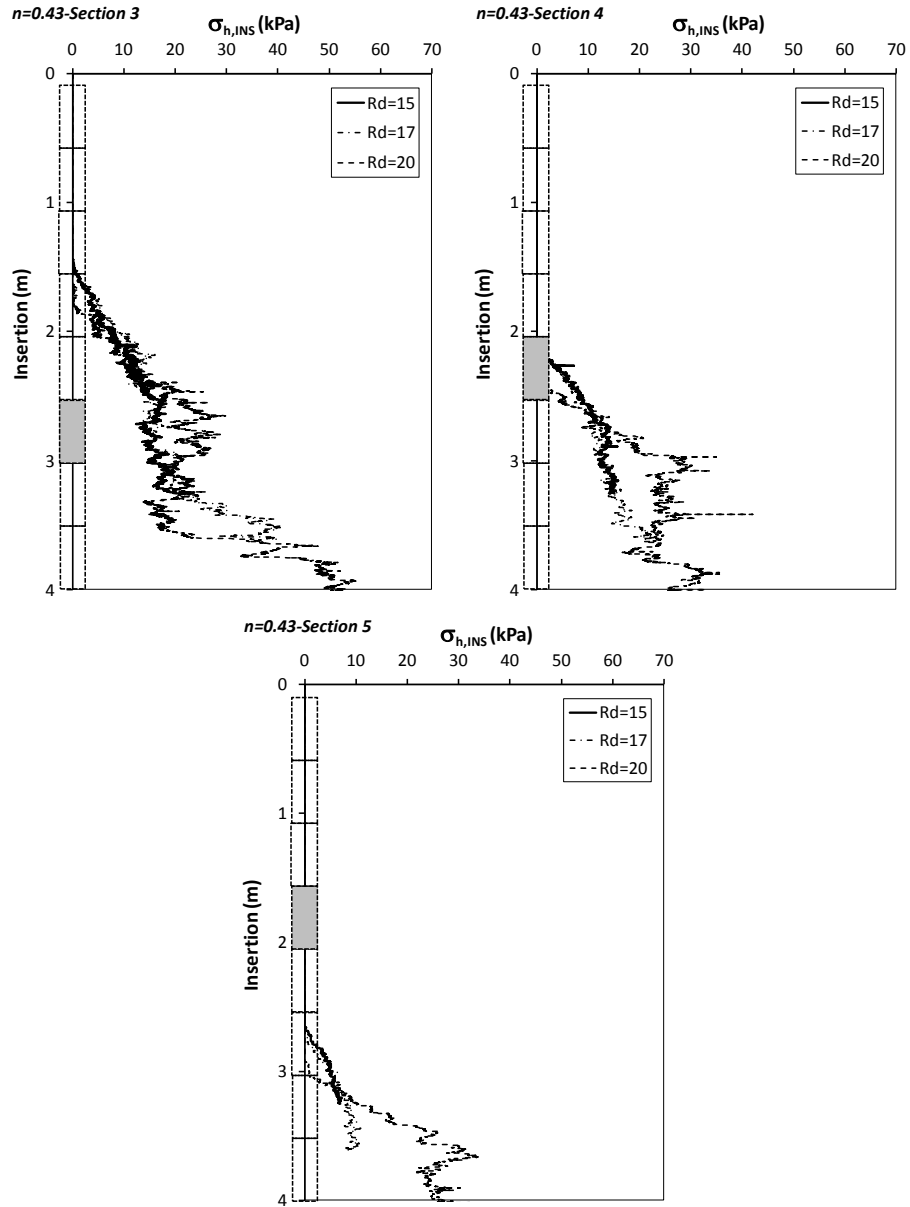 n=0.43-Section 3
σh,INS (kPa)
0 10 20 30 40 50 60 70
0
1
2
3
4
Insertion (m)
Rd=15
Rd=17
Rd=20
n=0.43-Section 4
σh,INS (kPa)
0 10 20 30 40 50 60 70
0
1
2
3
4
Insertion (m)
Rd=15
Rd=17
Rd=20
n=0.43-Section 5
σh,INS (kPa)
0 10 20 30 40 50 60 70
0
1
2
3
4
Insertion (m)
Rd=15
Rd=17
Rd=20